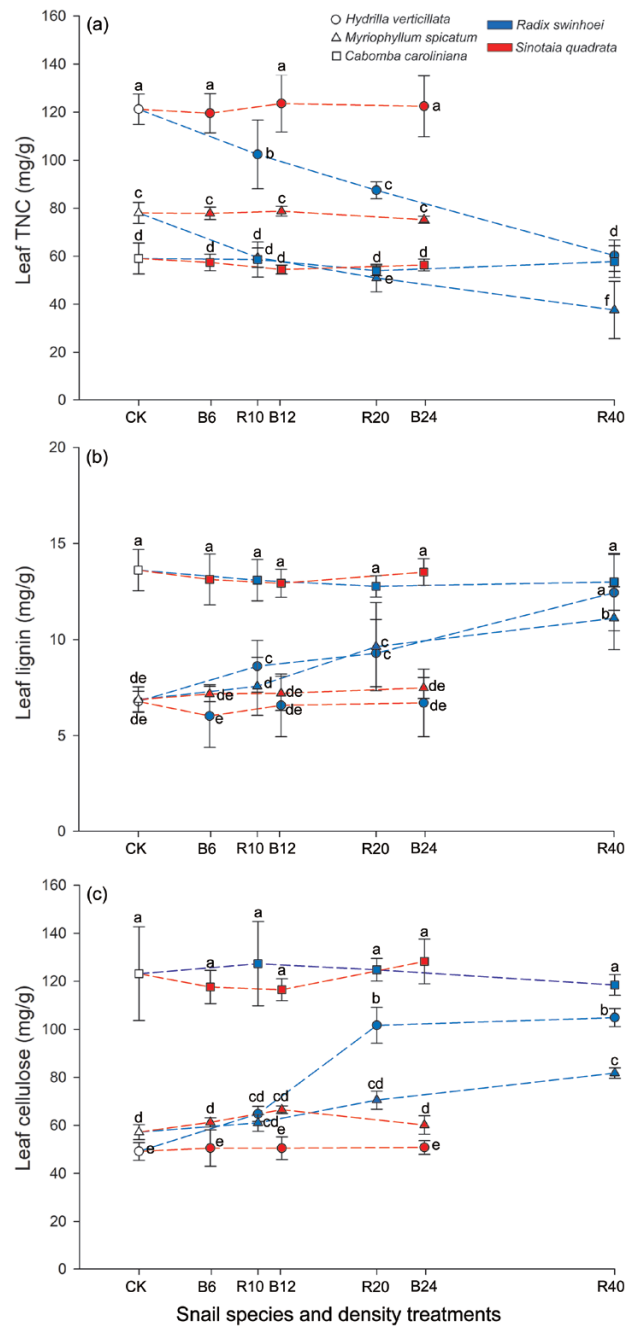 (a)
Hydrilla verticillata
Radix swinhoei
Myriophyllum spicatum
Sinotaia quadrata
Cabomba caroliniana
160
140
120
100
80
60
40
20
0
Leaf TNC (mg/g)
a
a
a
a
b
c
d
c
c
c
c
d
d
d
d
d
d
d
e
f
CK
B6
R10
B12
R20
B24
R40
(b)
20
15
10
5
0
Leaf lignin (mg/g)
a
a
a
a
a
a
a
a
b
c
c
c
d
de
de
de
de
de
e
de
de
CK
B6
R10
B12
R20
B24
R40
(c)
160
140
120
100
80
60
40
20
0
Leaf cellulose (mg/g)
a
a
a
a
a
a
a
b
b
c
d
d
cd
cd
cd
cd
d
e
e
e
e
CK
B6
R10
B12
R20
B24
R40
Snail species and density treatments